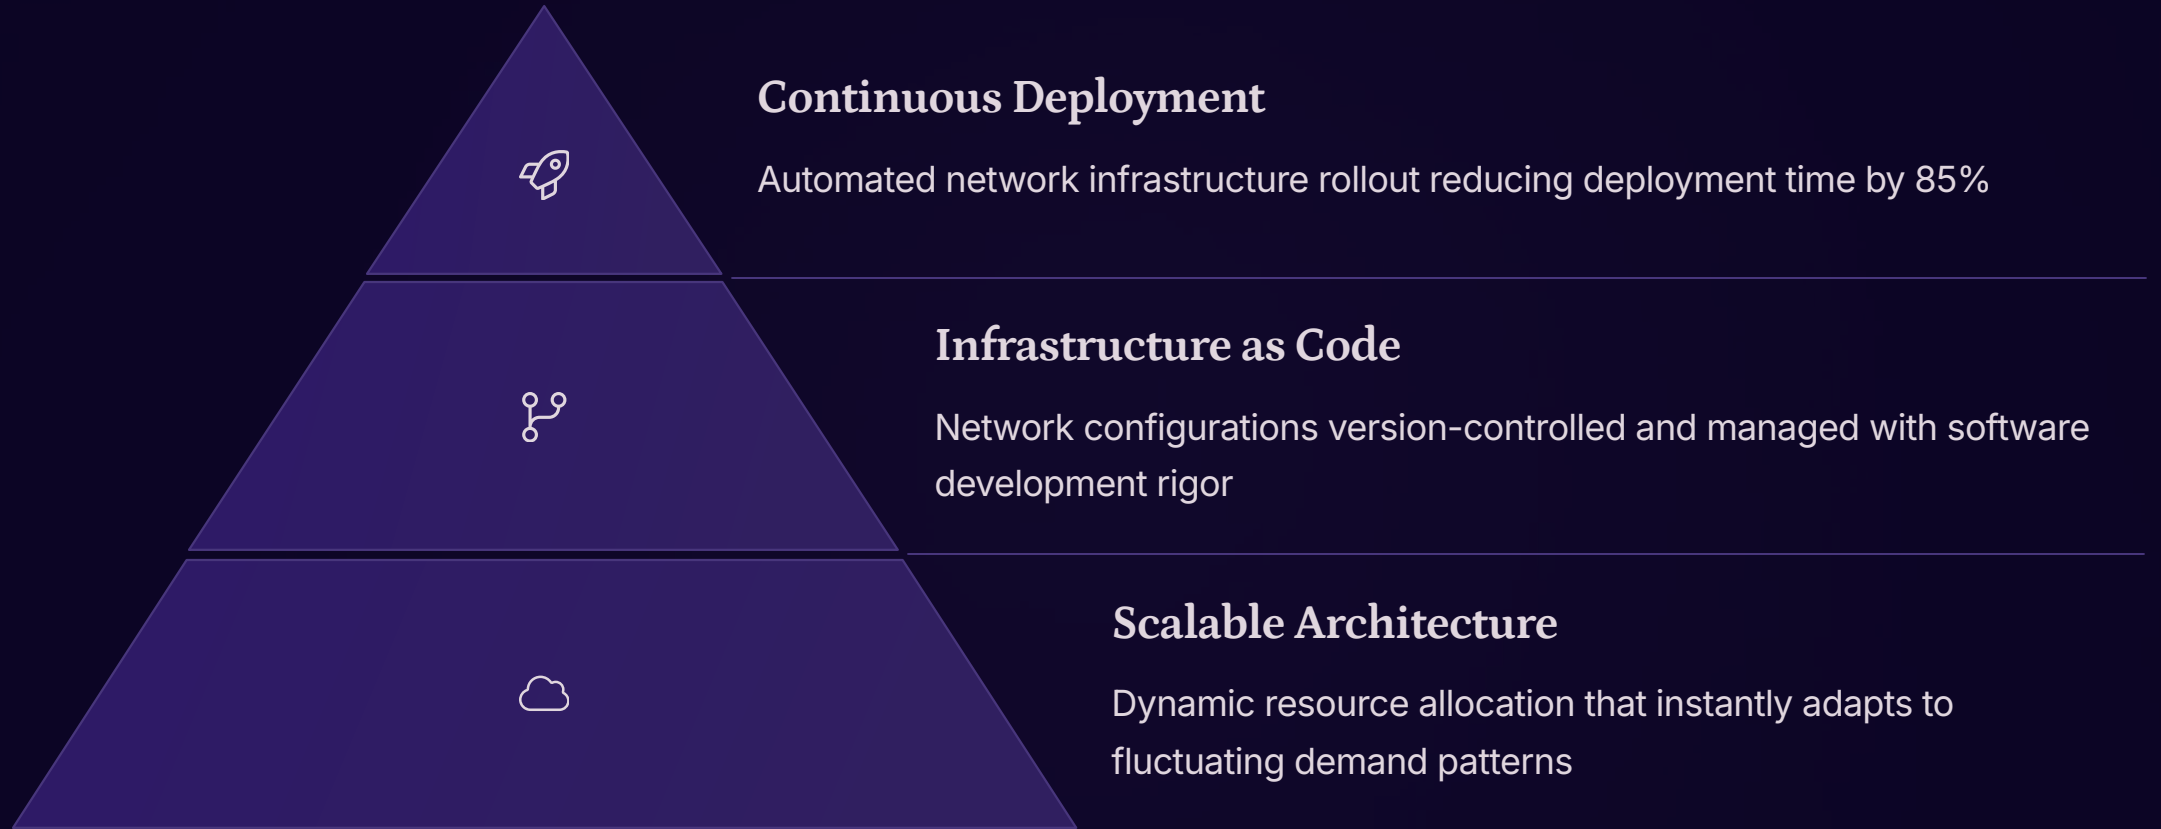 Continuous Deployment
Automated network infrastructure rollout reducing deployment time by 85%
Infrastructure as Code
Network configurations version-controlled and managed with software
development rigor
Scalable Architecture
Dynamic resource allocation that instantly adapts to
fluctuating demand patterns